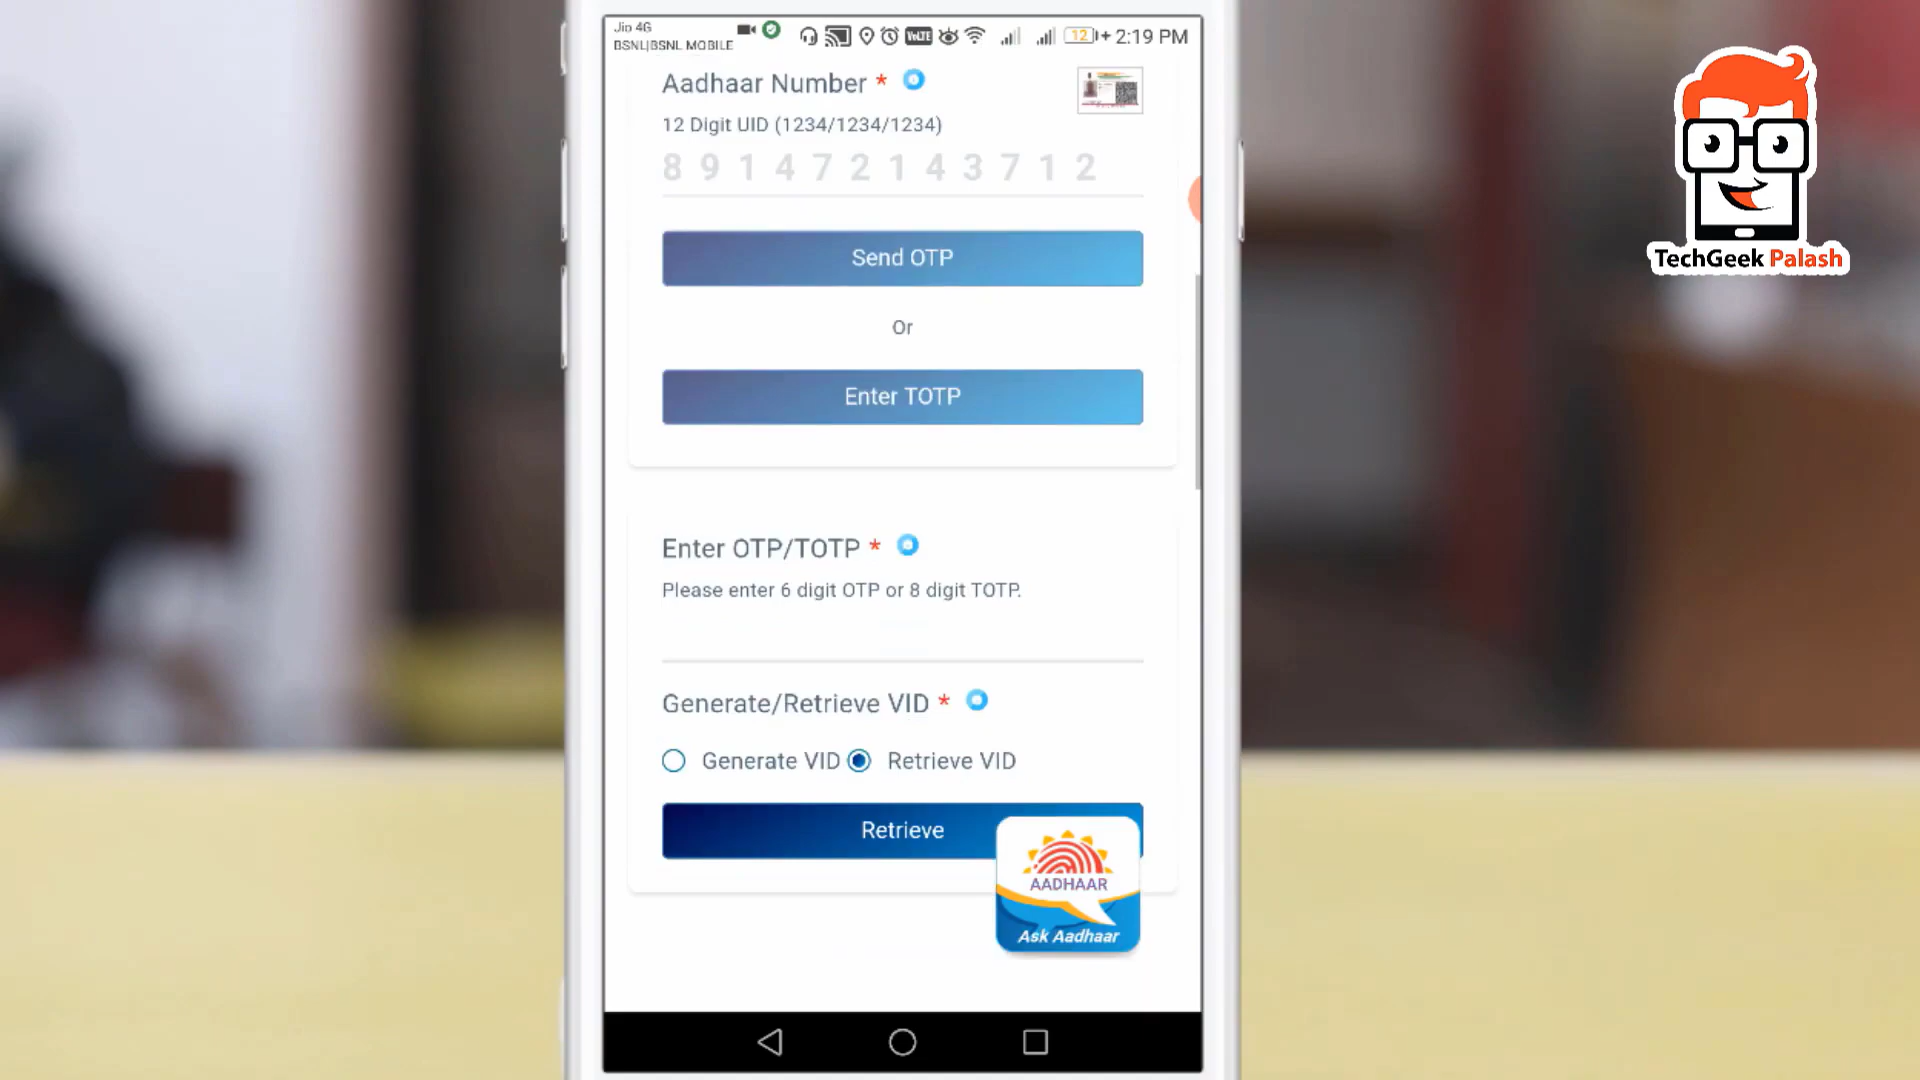 Jio 4G
BSNL|BSNL MOBILE
VoLTE
12
2:19 PM
Aadhaar Number *
12 Digit UID (1234/1234/1234)
8 9 1 4 7 2 1 4 3 7 1 2
Send OTP
Or
Enter TOTP
Enter OTP/TOTP *
Please enter 6 digit OTP or 8 digit TOTP.
Generate/Retrieve VID *
Generate VID
Retrieve VID
Retrieve
AADHAAR
Ask Aadhaar
TechGeek Palash